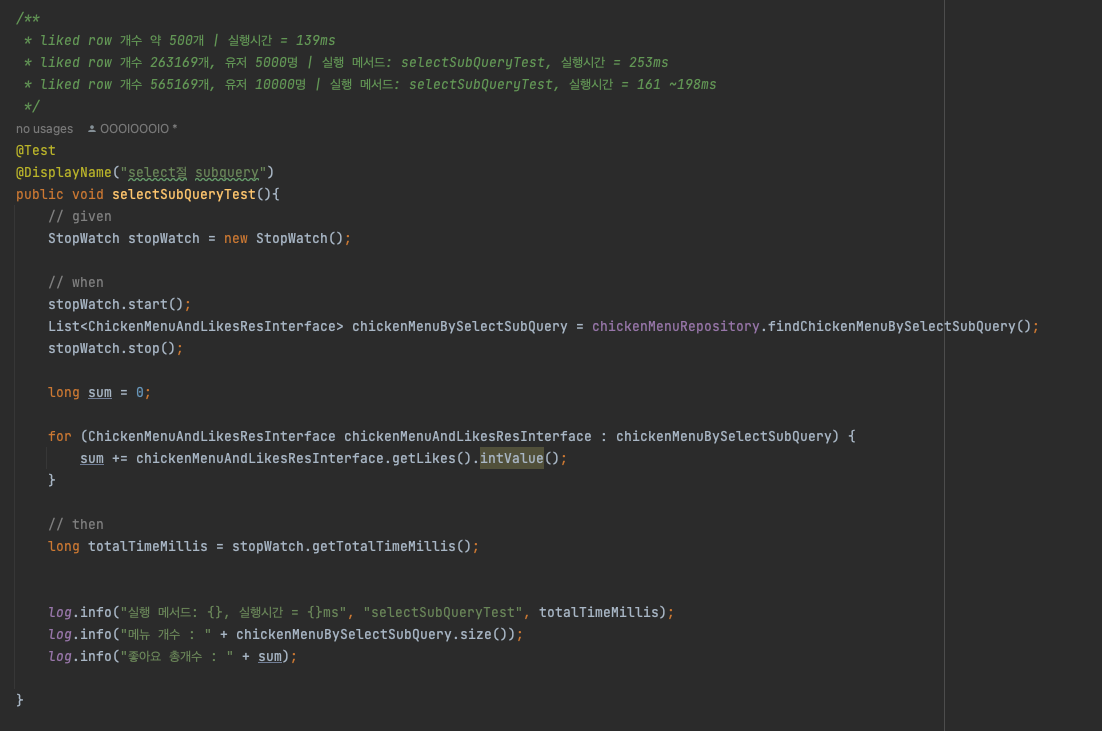 /**
 * liked row 개수 약 500개 | 실행시간 = 139ms
 * liked row 개수 263169개, 유저 5000명 | 실행 메서드: selectSubQueryTest, 실행시간 = 253ms
 * liked row 개수 565169개, 유저 10000명 | 실행 메서드: selectSubQueryTest, 실행시간 = 161 ~198ms
 */
no usages OOOIOOOIO *
@Test
@DisplayName("select절 subquery")
public void selectSubQueryTest(){
    // given
    StopWatch stopWatch = new StopWatch();
    // when
    stopWatch.start();
    List<ChickenMenuAndLikesResInterface> chickenMenuBySelectSubQuery = chickenMenuRepository.findChickenMenuBySelectSubQuery();
    stopWatch.stop();
    long sum = 0;
    for (ChickenMenuAndLikesResInterface chickenMenuAndLikesResInterface : chickenMenuBySelectSubQuery) {
        sum += chickenMenuAndLikesResInterface.getLikes().intValue();
    }
    // then
    long totalTimeMillis = stopWatch.getTotalTimeMillis();
    log.info("실행 메서드: {}, 실행시간 = {}ms", "selectSubQueryTest", totalTimeMillis);
    log.info("메뉴 개수 : " + chickenMenuBySelectSubQuery.size());
    log.info("좋아요 총개수 : " + sum);
}